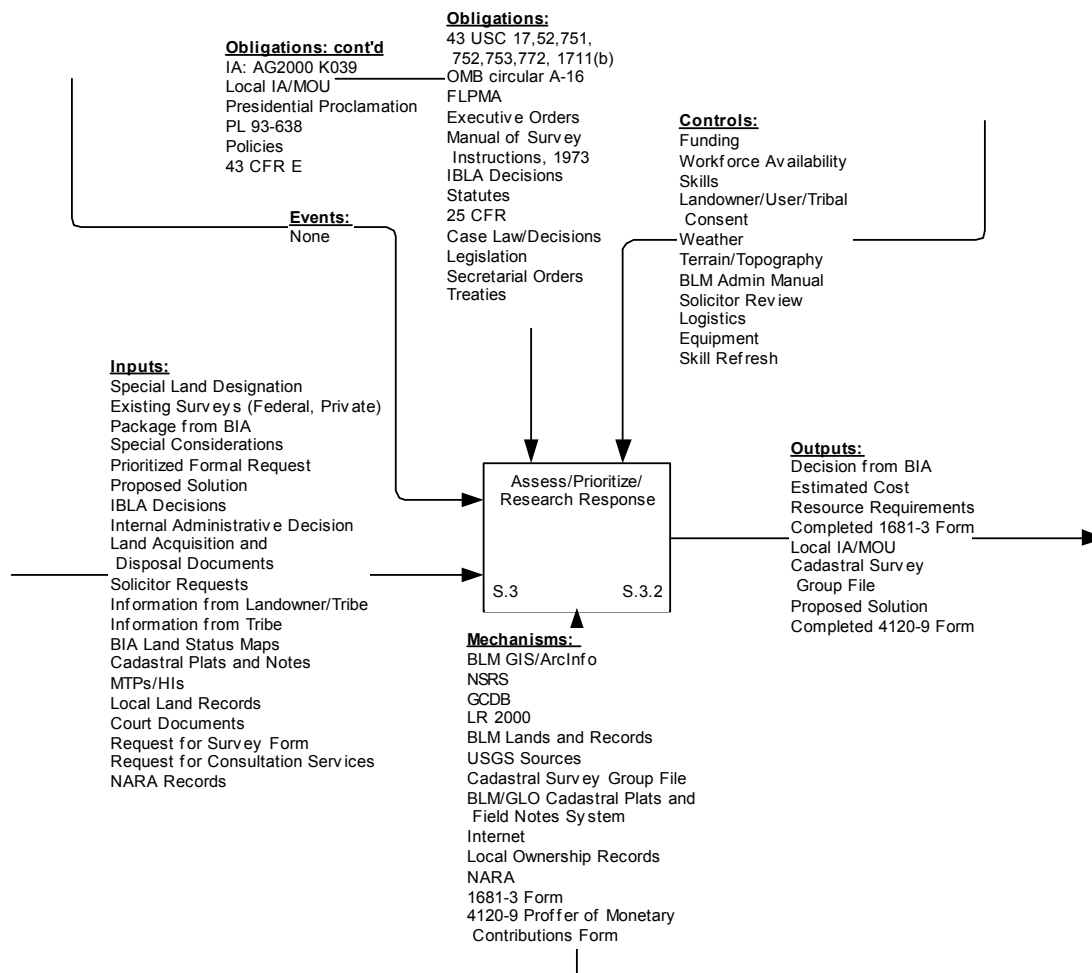 Obligations: cont'd
IA: AG2000 K039
Local IA/MOU
Presidential Proclamation
PL 93-638
Policies
43 CFR E
Obligations:
43 USC 17,52,751,
752,753,772, 1711(b)
OMB circular A-16
FLPMA
Executive Orders
Manual of Survey
Instructions, 1973
IBLA Decisions
Statutes
25 CFR
Case Law/Decisions
Legislation
Secretarial Orders
Treaties
Controls:
Funding
Workforce Availability
Skills
Landowner/User/Tribal
Consent
Weather
Terrain/Topography
BLM Admin Manual
Solicitor Review
Logistics
Equipment
Skill Refresh
Events:
None
Inputs:
Special Land Designation
Existing Surveys (Federal, Private)
Package from BIA
Special Considerations
Prioritized Formal Request
Proposed Solution
IBLA Decisions
Internal Administrative Decision
Land Acquisition and
Disposal Documents
Solicitor Requests
Information from Landowner/Tribe
Information from Tribe
BIA Land Status Maps
Cadastral Plats and Notes
MTPs/HIs
Local Land Records
Court Documents
Request for Survey Form
Request for Consultation Services
NARA Records
Assess/Prioritize/
Research Response
S.3 S.3.2
Outputs:
Decision from BIA
Estimated Cost
Resource Requirements
Completed 1681-3 Form
Local IA/MOU
Cadastral Survey
Group File
Proposed Solution
Completed 4120-9 Form
Mechanisms:
BLM GIS/ArcInfo
NSRS
GCDB
LR 2000
BLM Lands and Records
USGS Sources
Cadastral Survey Group File
BLM/GLO Cadastral Plats and
Field Notes System
Internet
Local Ownership Records
NARA
1681-3 Form
4120-9 Proffer of Monetary
Contributions Form